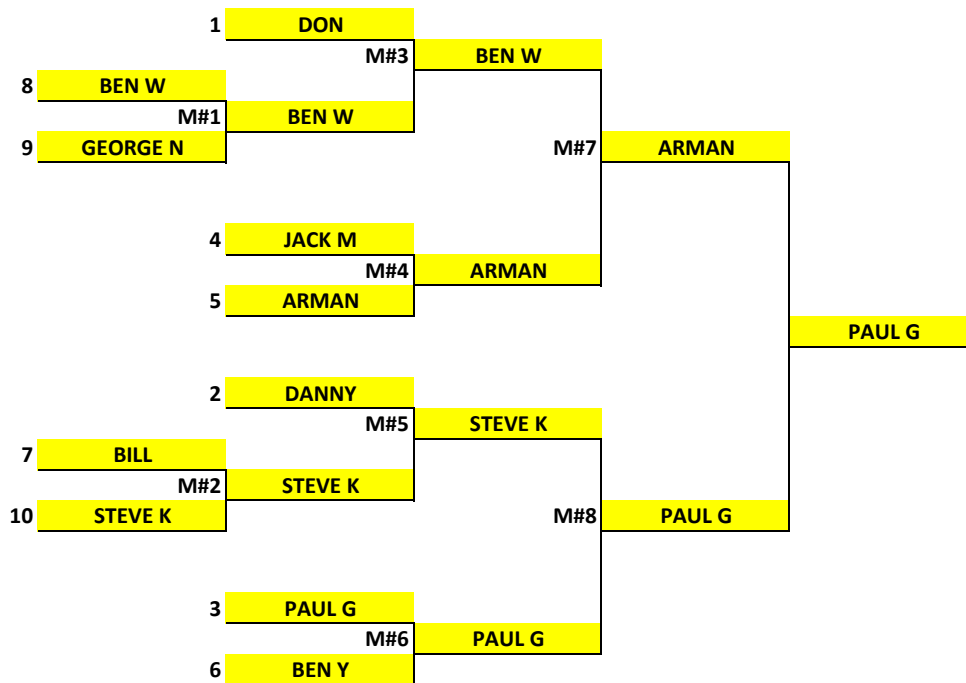 1 DON
M#3 BEN W
8 BEN W
M#1 BEN W
9 GEORGE N M#7 ARMAN
4 JACK M
M#4 ARMAN
5 ARMAN
PAUL G
2 DANNY
M#5 STEVE K
7 BILL
M#2 STEVE K
10 STEVE K M#8 PAUL G
3 PAUL G
M#6 PAUL G
6 BEN Y